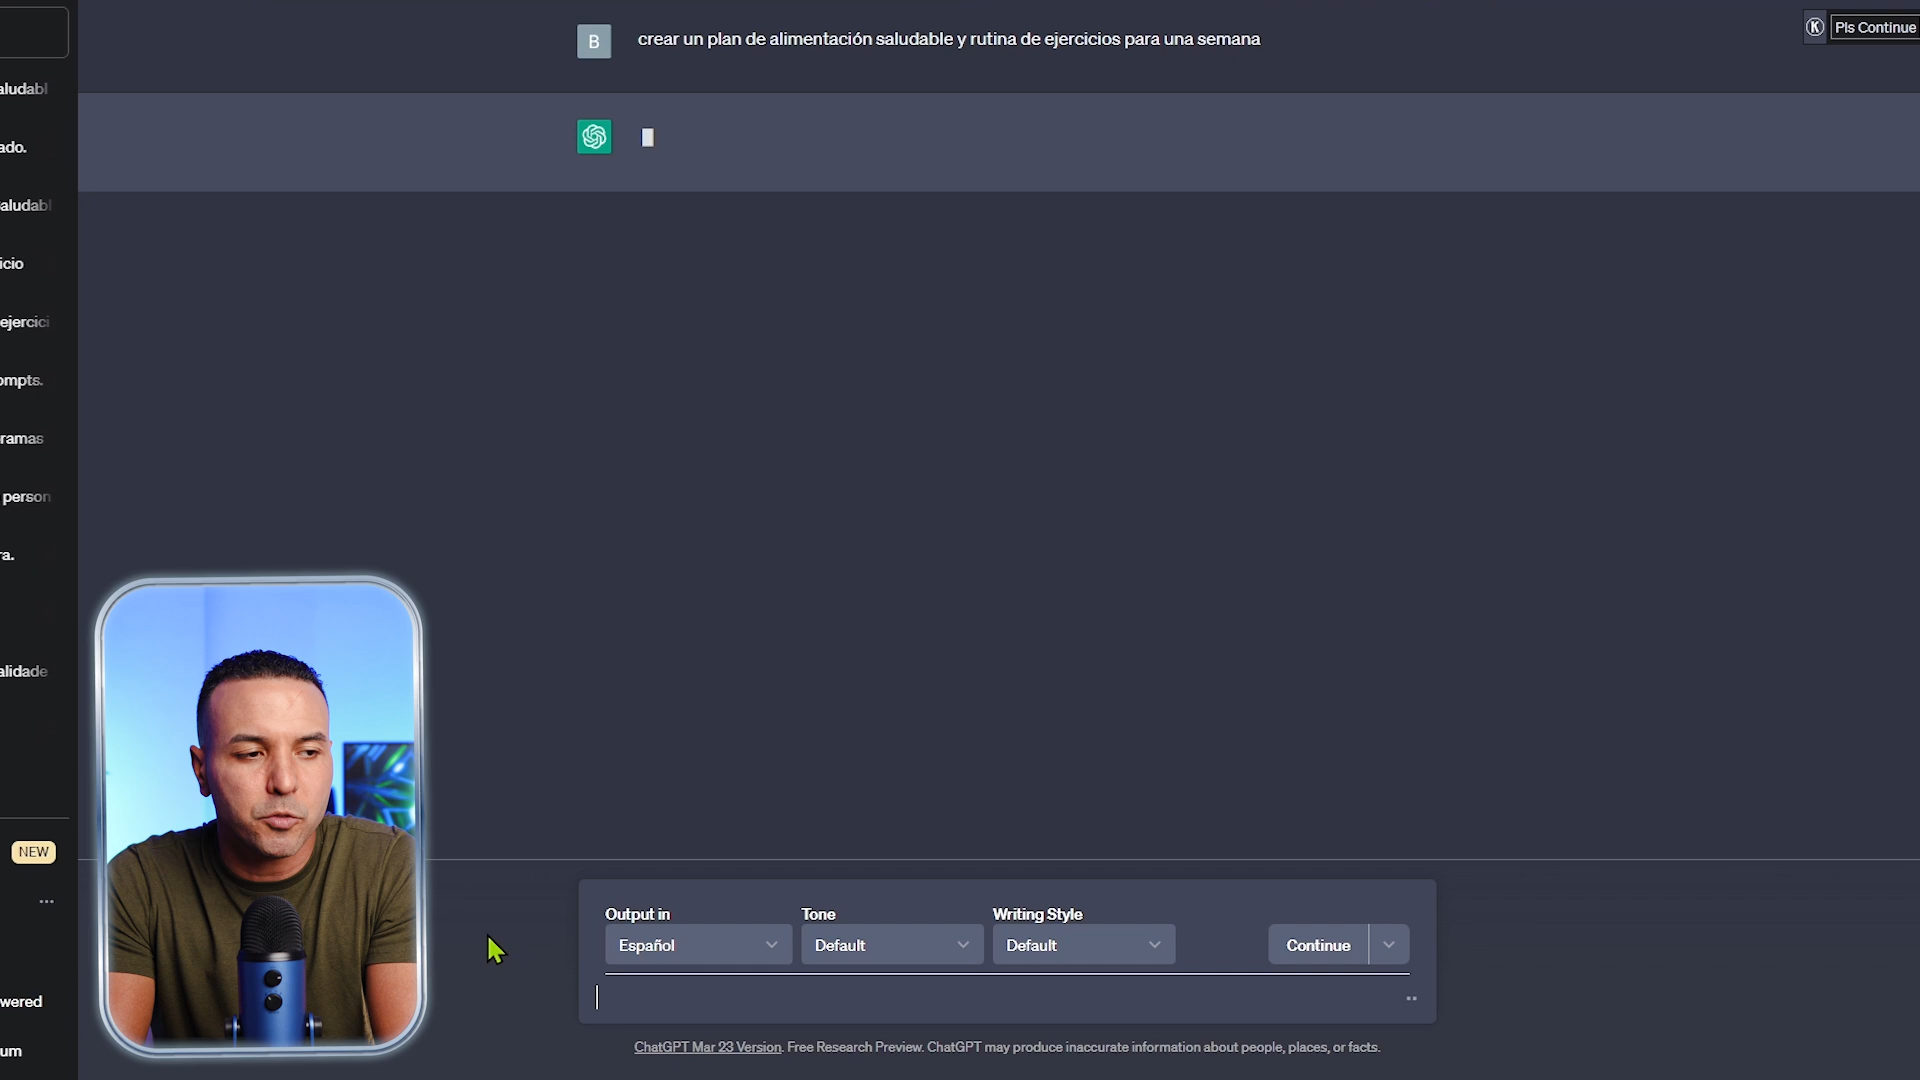 B
crear un plan de alimentación saludable y rutina de ejercicios para una semana
Pls Continue
aludabl
ado.
aludabl
icio
ejercici
ompts.
ramas
person
ra.
alidade
NEW
wered
um
Output in
Tone
Writing Style
Español
Default
Default
Continue
ChatGPT Mar 23 Version. Free Research Preview. ChatGPT may produce inaccurate information about people, places, or facts.